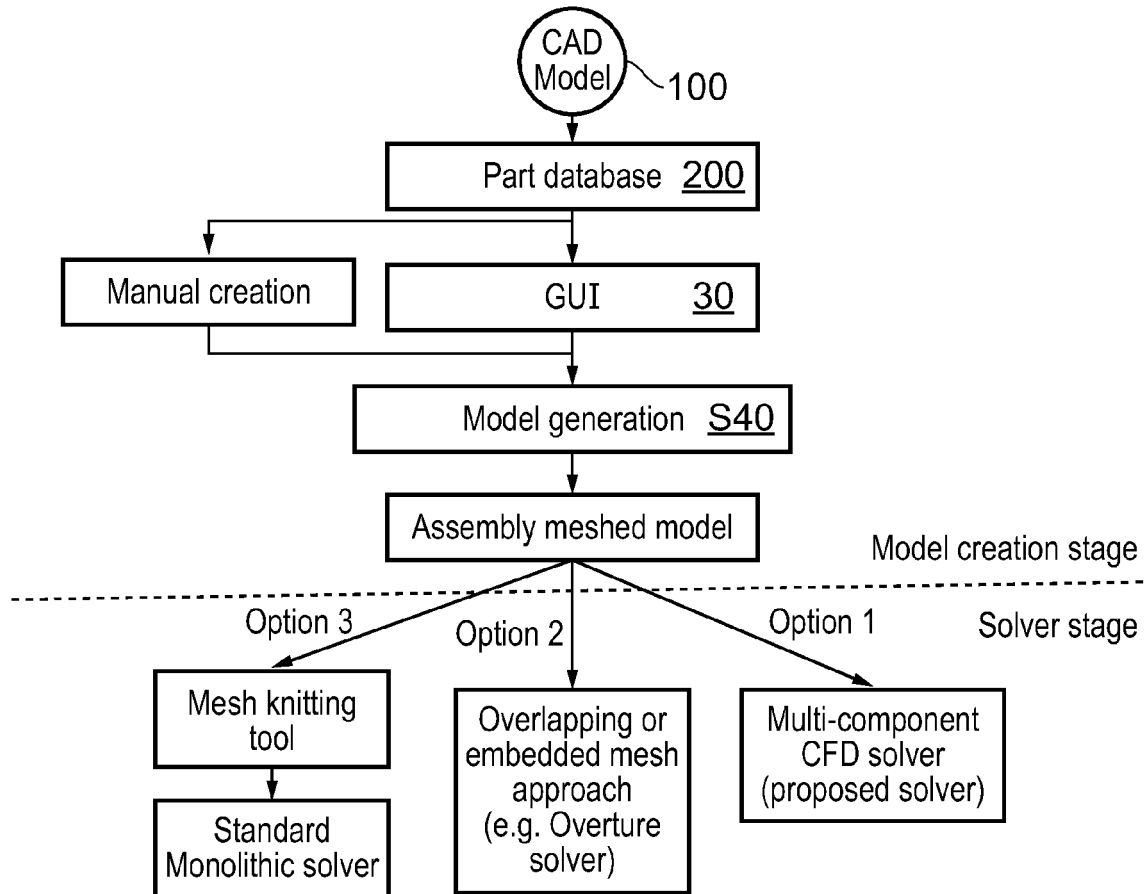 CAD
Model
100
Part database 200
Manual creation
GUI 30
Model generation S40
Assembly meshed model
Model creation stage
Solver stage
Option 3
Option 2
Option 1
Mesh knitting
tool
Standard
Monolithic solver
Overlapping or
embedded mesh
approach
(e.g. Overture
solver)
Multi-component
CFD solver
(proposed solver)